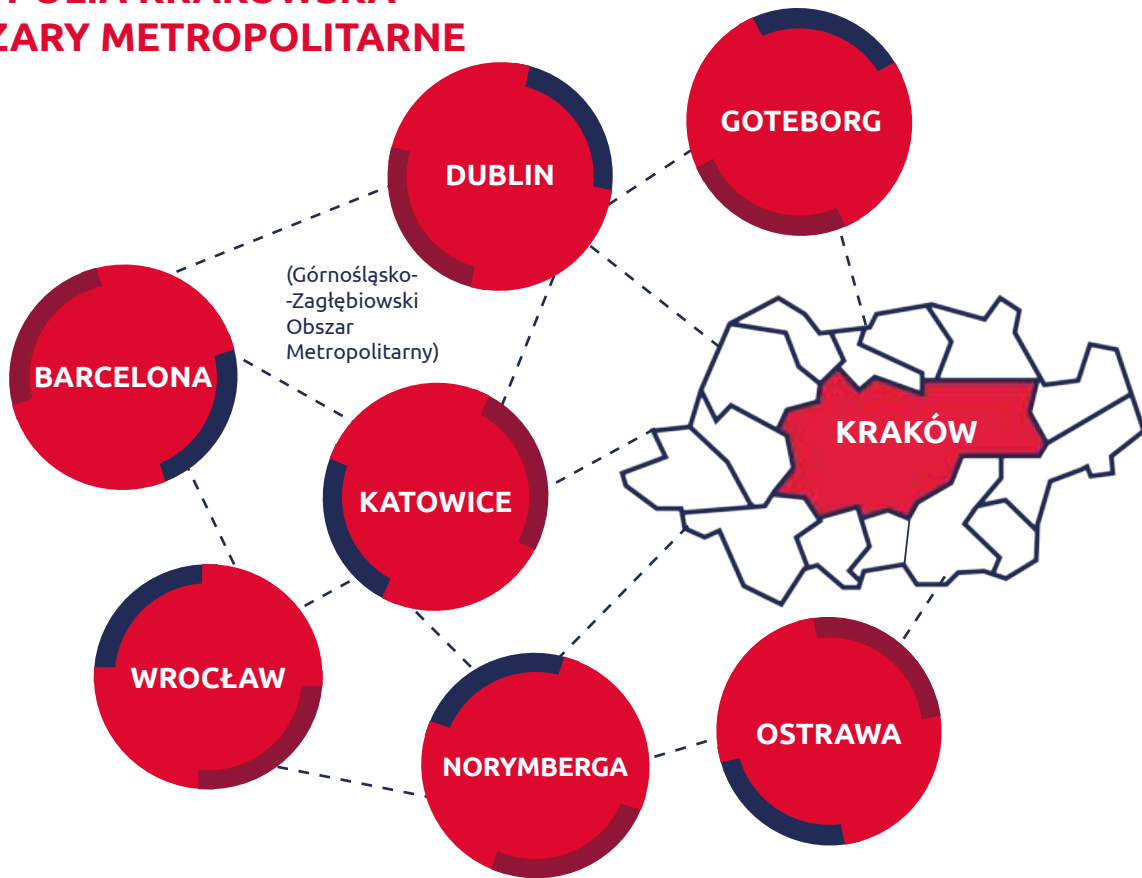 ZARY METROPOLITARNE
GOTEBORG
DUBLIN
(Górnośląsko-
-Zagłębiowski
Obszar
Metropolitarny)
BARCELONA
KRAKÓW
KATOWICE
WROCŁAW
NORYMBERGA
OSTRAWA